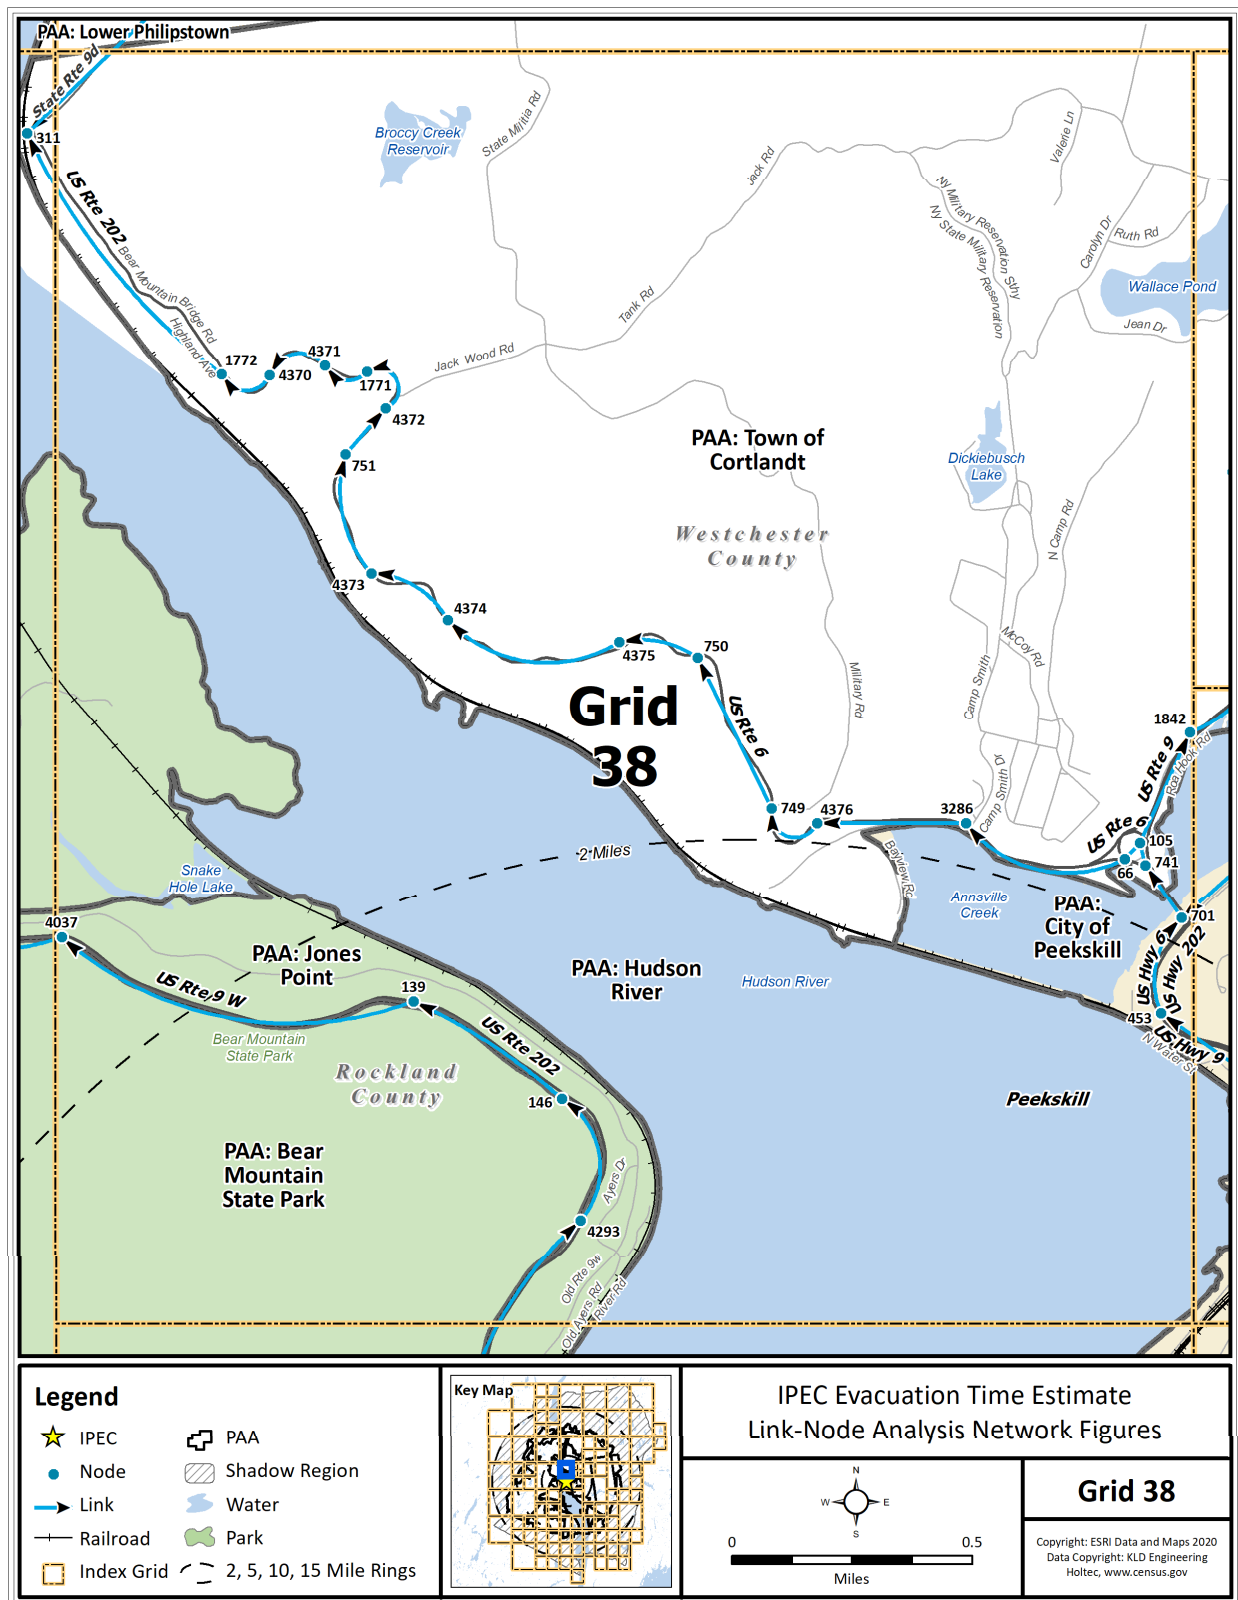 PAA: Lower Philipstown
State Rte 9d
311
Broccy Creek
Reservoir
State Militia Rd
Jack Rd
Valerie Ln
Ny Military Reservation Sthy
Ny State Military Reservation
Carolyn Dr
Ruth Rd
Wallace Pond
Jean Dr
US Rte 202
Bear Mountain Bridge Rd
Highland Ave
Tank Rd
1772
4370
4371
1771
Jack Wood Rd
4372
751
PAA: Town of
Cortlandt
Dickiebusch
Lake
Westchester
County
N Camp Rd
4373
4374
4375
750
McCoy Rd
Camp Smith
Military Rd
Grid
38
US Rte 6
1842
US Rte 9
Roa Hook Rd
Camp Smith Dr
749
4376
3286
US Rte 6
105
741
66
2 Miles
Snake
Hole Lake
Bayview Rd
Annsville
Creek
PAA:
City of
Peekskill
701
4037
PAA: Jones
Point
PAA: Hudson
River
Hudson River
US Hwy 6
US Hwy 202
US Rte 9 W
139
453
US Hwy 9
N Water St
Bear Mountain
State Park
US Rte 202
Rockland
County
146
Peekskill
PAA: Bear
Mountain
State Park
Ayers Dr
4293
Old Rte 9w
Old Ayers Rd
River Rd
Legend
IPEC
Node
Link
Railroad
Index Grid
PAA
Shadow Region
Water
Park
2, 5, 10, 15 Mile Rings
Key Map
IPEC Evacuation Time Estimate
Link-Node Analysis Network Figures
N
W E
S
0 0.5
Miles
Grid 38
Copyright: ESRI Data and Maps 2020
Data Copyright: KLD Engineering
Holtec, www.census.gov